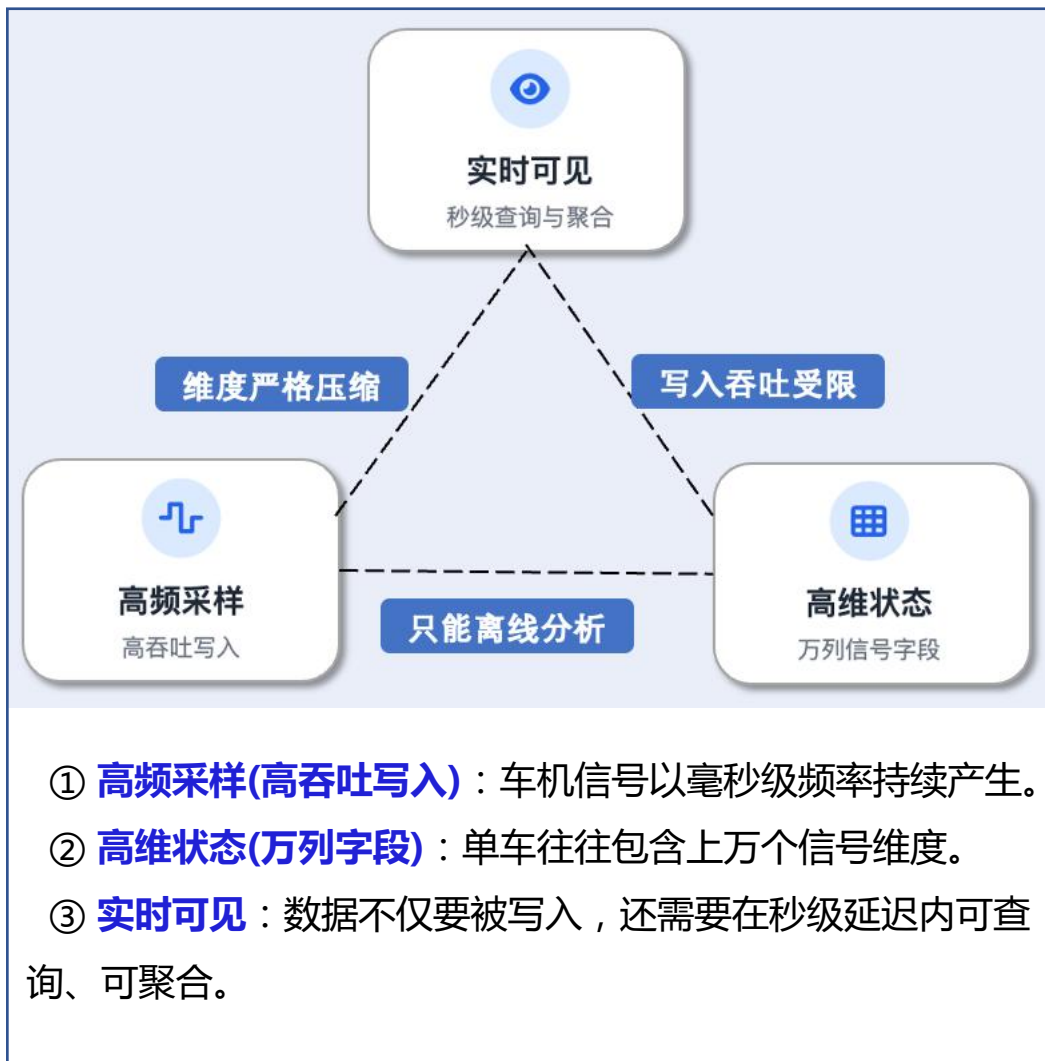 实时可见
秒级查询与聚合
维度严格压缩
写入吞吐受限
高频采样
高吞吐写入
只能离线分析
高维状态
万列信号字段
① 高频采样(高吞吐写入)：车机信号以毫秒级频率持续产生。
② 高维状态(万列字段)：单车往往包含上万个信号维度。
③ 实时可见：数据不仅要被写入，还需要在秒级延迟内可查
询、可聚合。